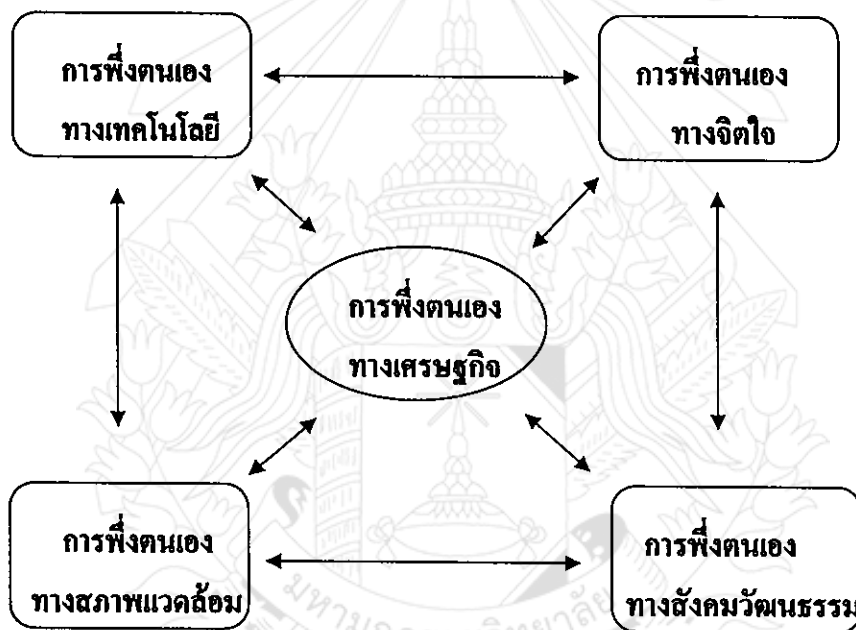 การพึ่งตนเอง
ทางเทคโนโลยี
การพึ่งตนเอง
ทางจิตใจ
การพึ่งตนเอง
ทางเศรษฐกิจ
การพึ่งตนเอง
ทางสภาพแวดล้อม
การพึ่งตนเอง
ทางสังคมวัฒนธรรม